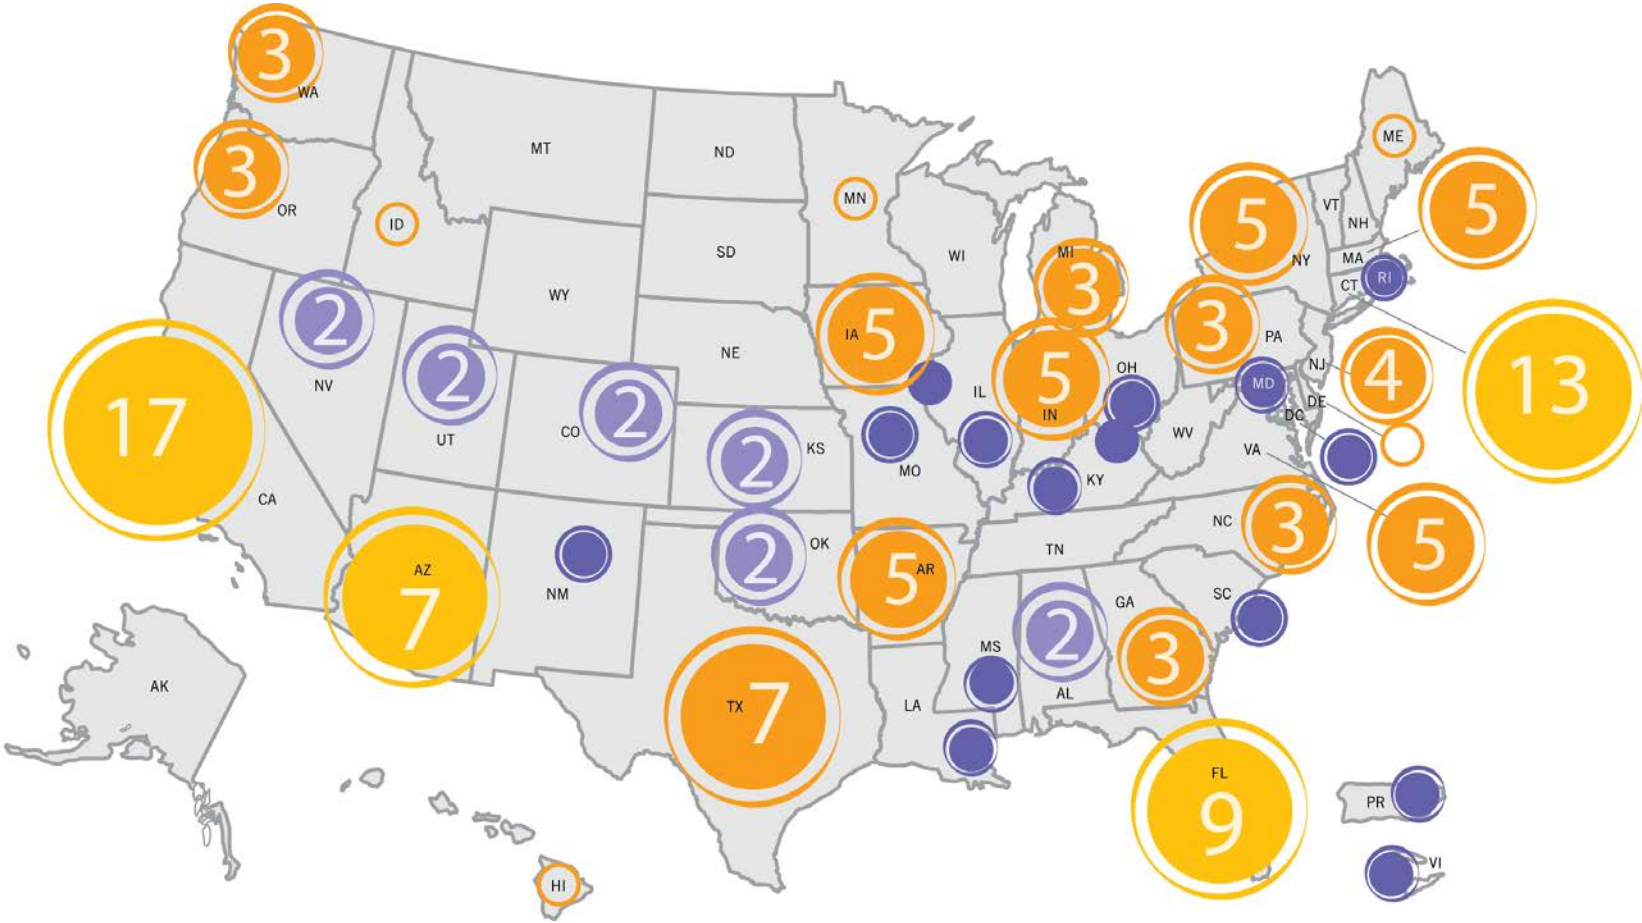 3
WA
3
OR
ID
MT
ND
MN
SD
WI
MI
3
ME
VT
NH
5
NY
5
MA
CT
RI
13
2
NV
2
UT
WY
NE
IA 5
5
IN
IL
OH
3
PA
NJ
4
MD
DE
DC
17
CA
CO 2
2 KS
MO
KY
WV
VA
5
AZ
7
NM
2 OK
5 AR
TN
NC
3
SC
TX 7
LA
MS
2
AL
GA
3
FL
9
AK
HI
PR
VI